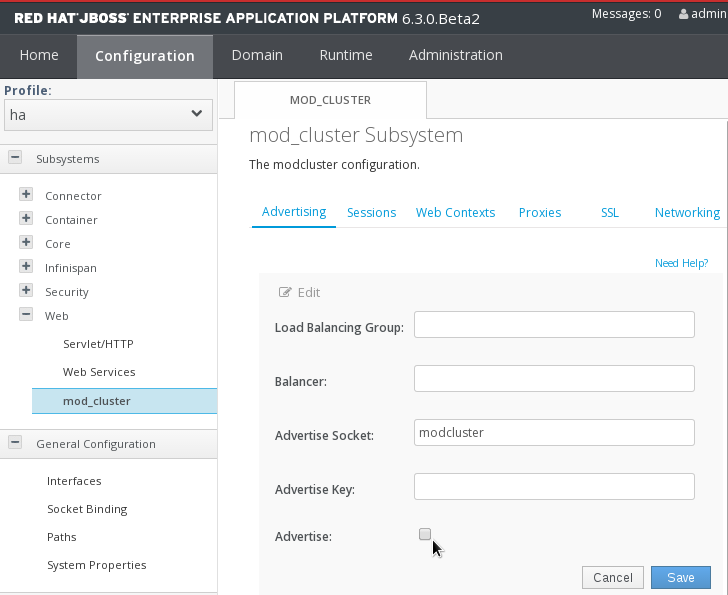 RED HAT JBOSS ENTERPRISE APPLICATION PLATFORM 6.3.0.Beta2
Messages: 0 admin
Home Configuration Domain Runtime Administration
Profile:
ha
Subsystems
Connector
Container
Core
Infinispan
Security
Web
Servlet/HTTP
Web Services
mod_cluster
General Configuration
Interfaces
Socket Binding
Paths
System Properties
MOD_CLUSTER
mod_cluster Subsystem
The modcluster configuration.
Advertising Sessions Web Contexts Proxies SSL Networking
Need Help?
Edit
Load Balancing Group:
Balancer:
Advertise Socket: modcluster
Advertise Key:
Advertise:
Cancel Save